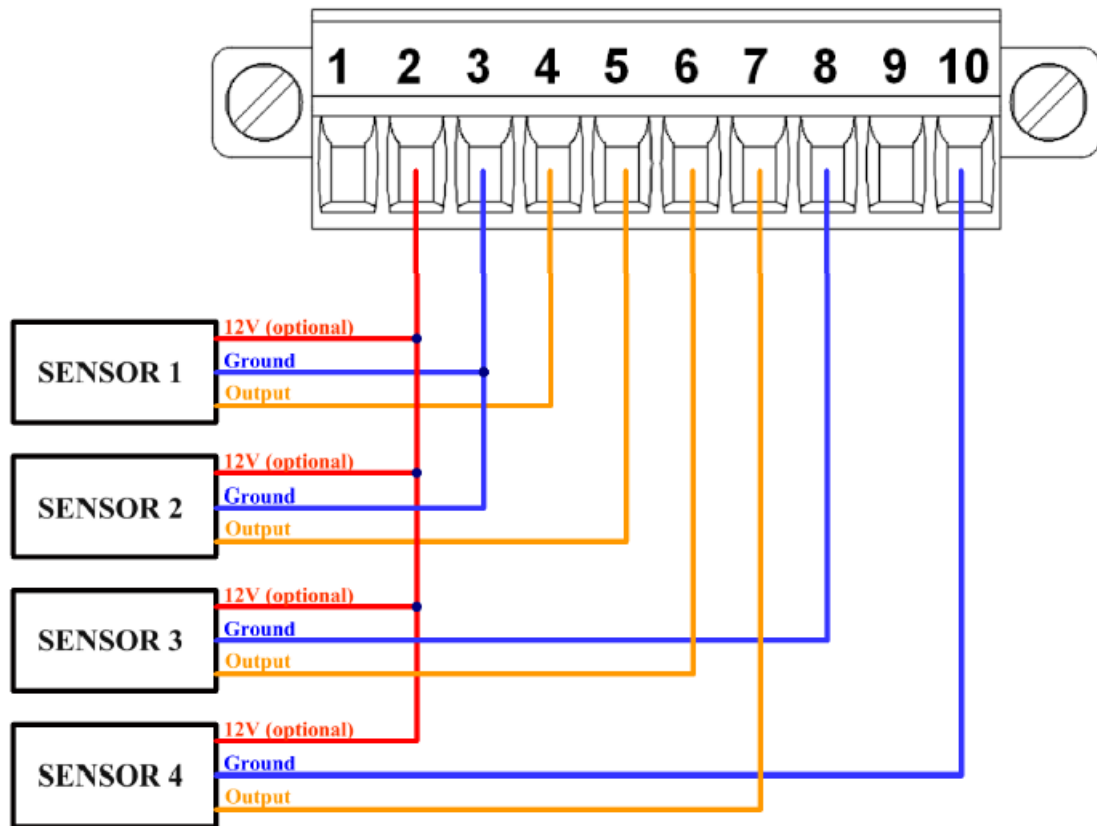 1 2 3 4 5 6 7 8 9 10
12V (optional)
SENSOR 1
Ground
Output
12V (optional)
SENSOR 2
Ground
Output
12V (optional)
SENSOR 3
Ground
Output
12V (optional)
SENSOR 4
Ground
Output